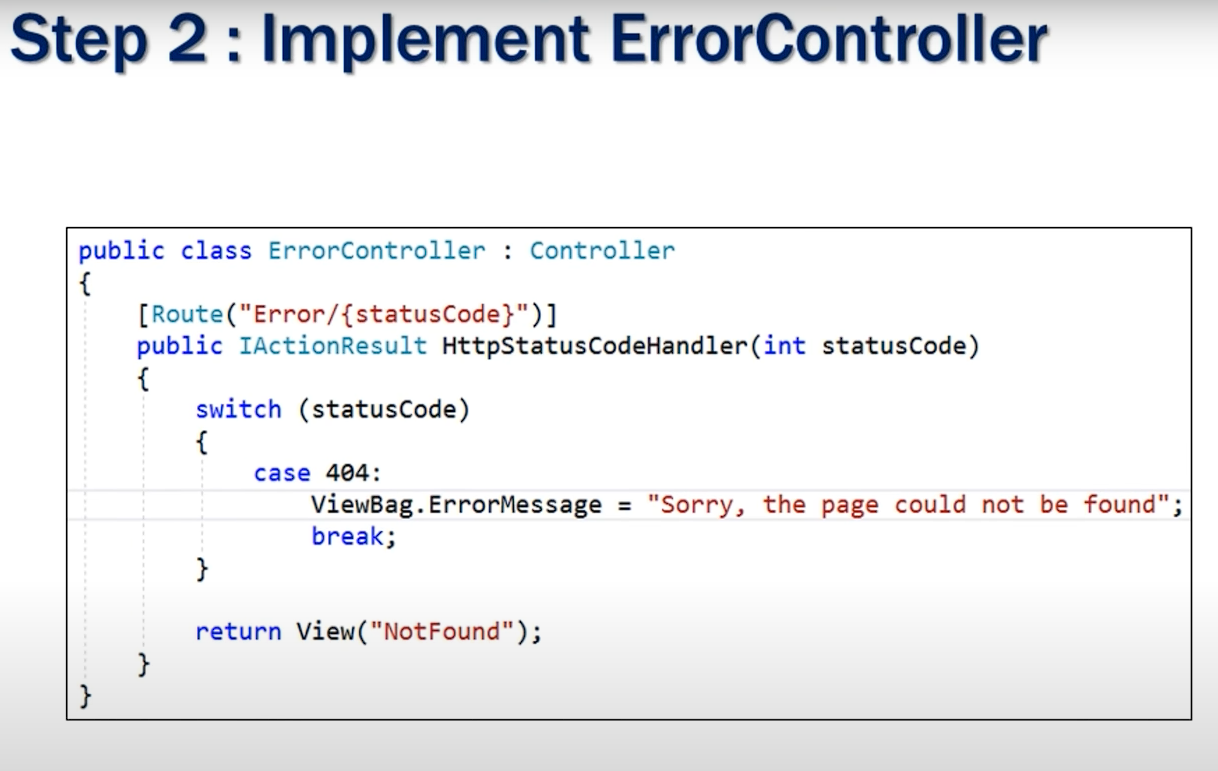 Step 2 : Implement ErrorController
public class ErrorController : Controller
{
    [Route("Error/{statusCode}")]
    public IActionResult HttpStatusCodeHandler(int statusCode)
    {
        switch (statusCode)
        {
            case 404:
                ViewBag.ErrorMessage = "Sorry, the page could not be found";
                break;
        }

        return View("NotFound");
    }
}